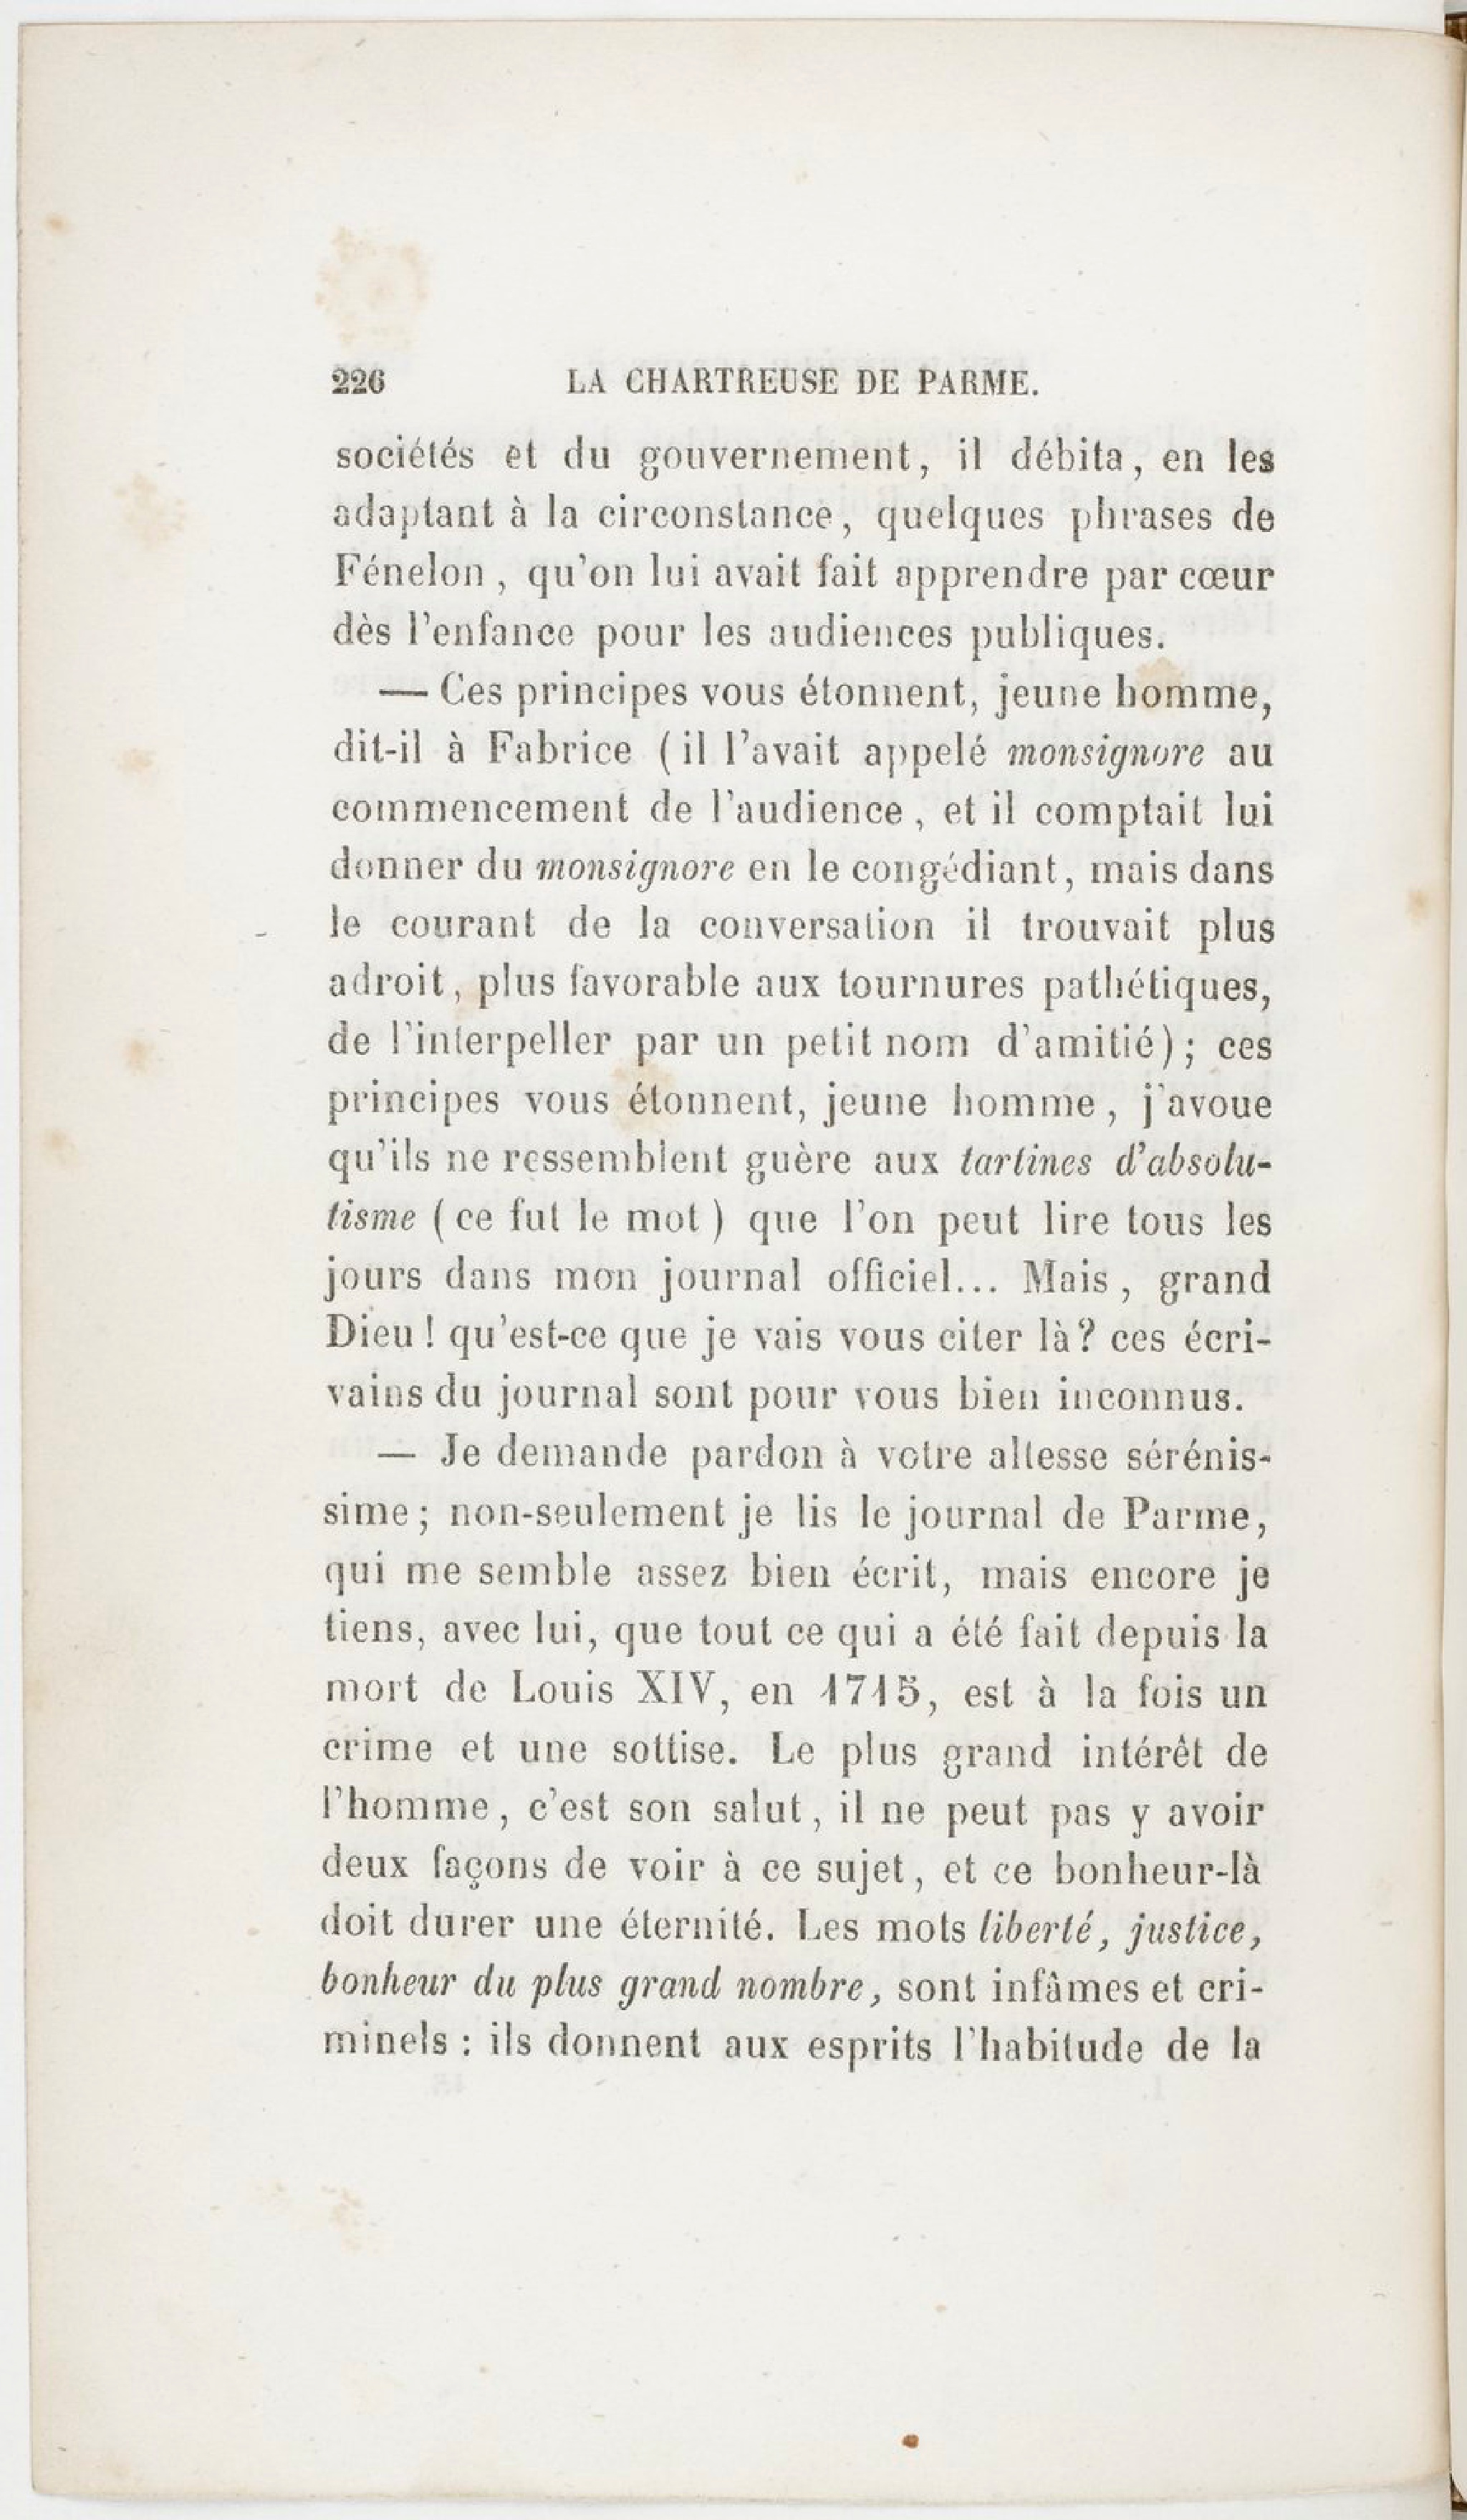 226 LA CHARTREUSE DE PARME.
sociétés et du gouvernement, il débita, en les
adaptant à la circonstance, quelques phrases de
Fénelon, qu'on lui avait fait apprendre par cœur
dès l'enfance pour les audiences publiques.
— Ces principes vous étonnent, jeune homme,
dit-il à Fabrice (il l'avait appelé monsignore au
commencement de l'audience, et il comptait lui
donner du monsignore en le congédiant, mais dans
le courant de la conversation il trouvait plus
adroit, plus favorable aux tournures pathétiques,
de l'interpeller par un petit nom d'amitié); ces
principes vous étonnent, jeune homme, j'avoue
qu'ils ne ressemblent guère aux tartines d'absolu-
tisme (ce fut le mot) que l'on peut lire tous les
jours dans mon journal officiel... Mais, grand
Dieu! qu'est-ce que je vais vous citer là? ces écri-
vains du journal sont pour vous bien inconnus.
— Je demande pardon à votre altesse sérénis-
sime; non-seulement je lis le journal de Parme,
qui me semble assez bien écrit, mais encore je
tiens, avec lui, que tout ce qui a été fait depuis la
mort de Louis XIV, en 1715, est à la fois un
crime et une sottise. Le plus grand intérêt de
l'homme, c'est son salut, il ne peut pas y avoir
deux façons de voir à ce sujet, et ce bonheur-là
doit durer une éternité. Les mots liberté, justice,
bonheur du plus grand nombre, sont infâmes et cri-
minels : ils donnent aux esprits l'habitude de la